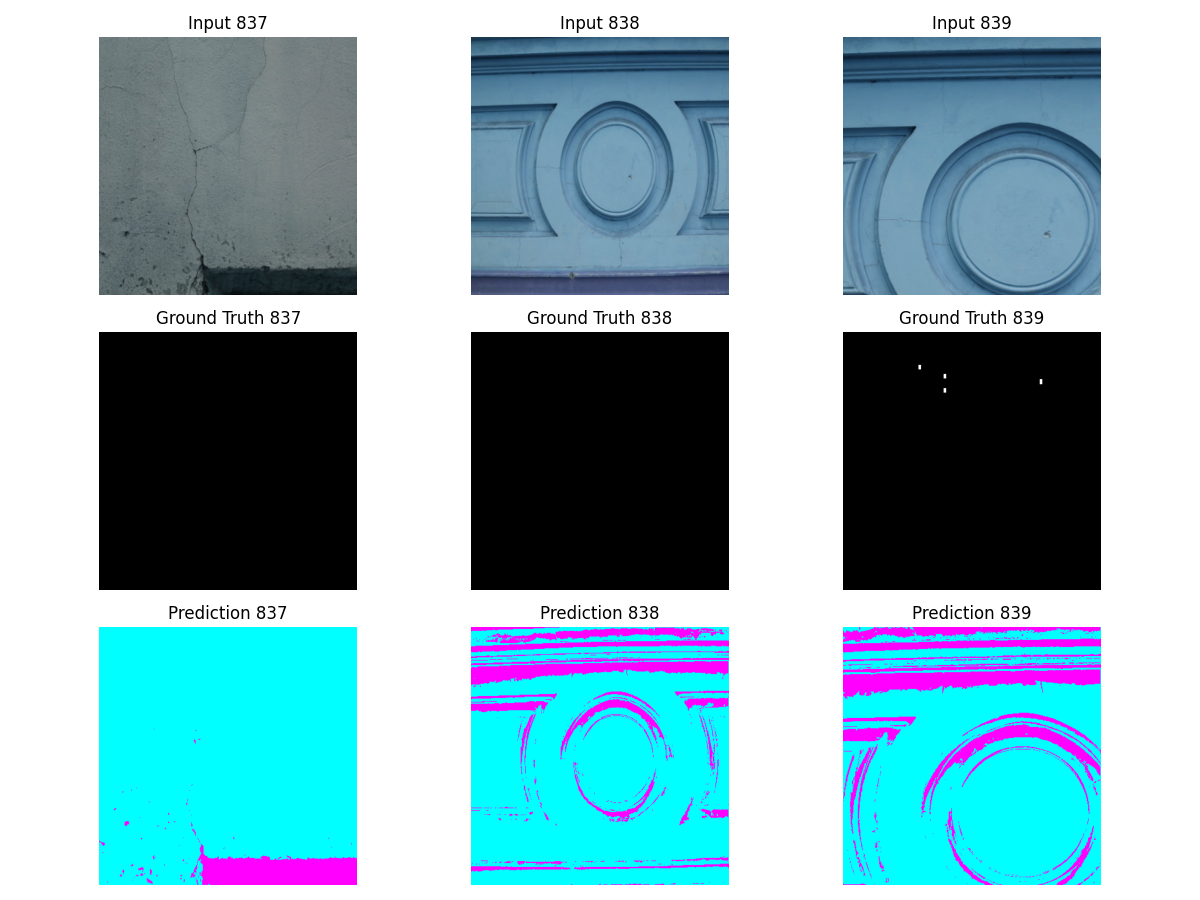 Input 837
Input 838
Input 839
Ground Truth 837
Ground Truth 838
Ground Truth 839
Prediction 837
Prediction 838
Prediction 839